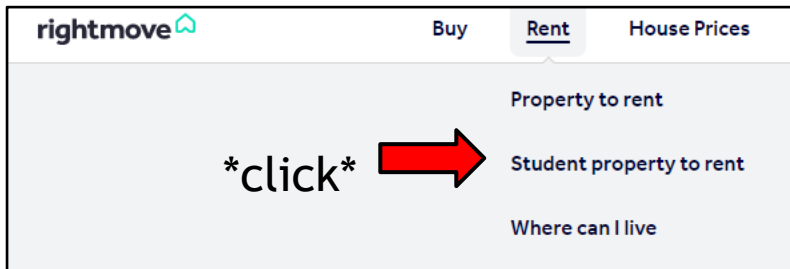 rightmove Buy Rent House Prices
Property to rent
*click* Student property to rent
Where can I live